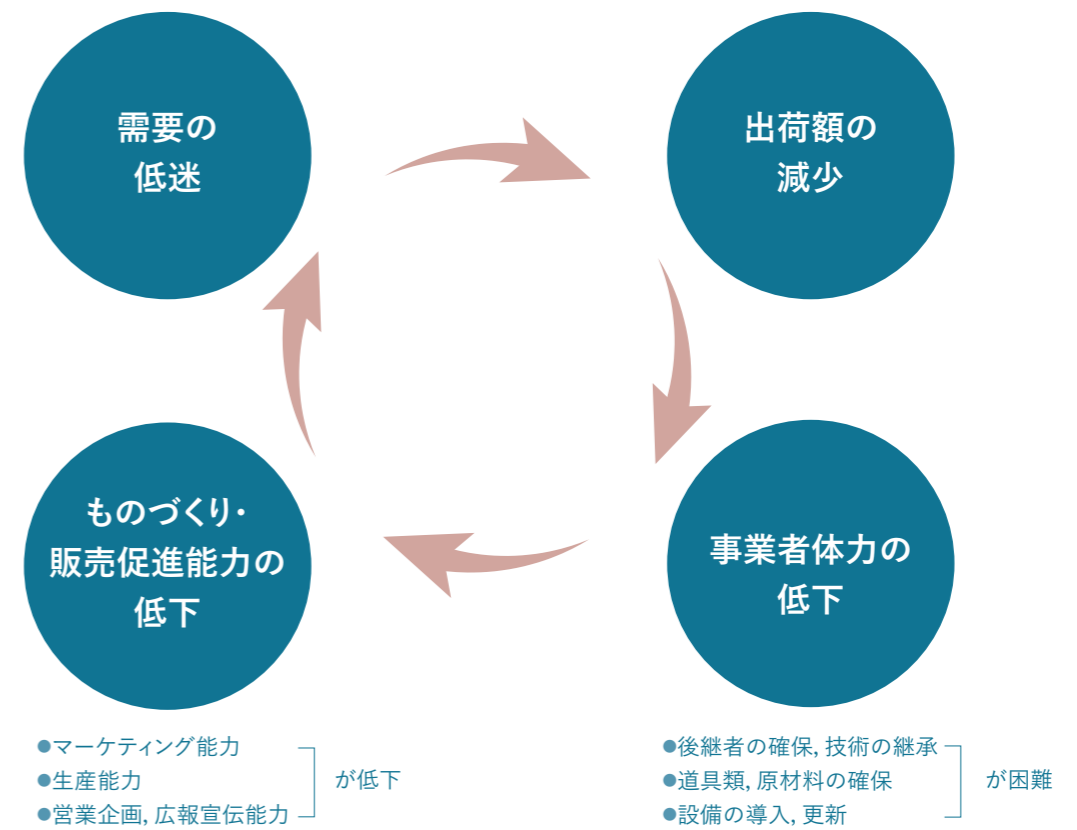 需要の
低迷
出荷額の
減少
ものづくり・
販売促進能力の
低下
事業者体力の
低下
●マーケティング能力
●生産能力
●営業企画, 広報宣伝能力
が低下
●後継者の確保, 技術の継承
●道具類, 原材料の確保
●設備の導入, 更新
が困難